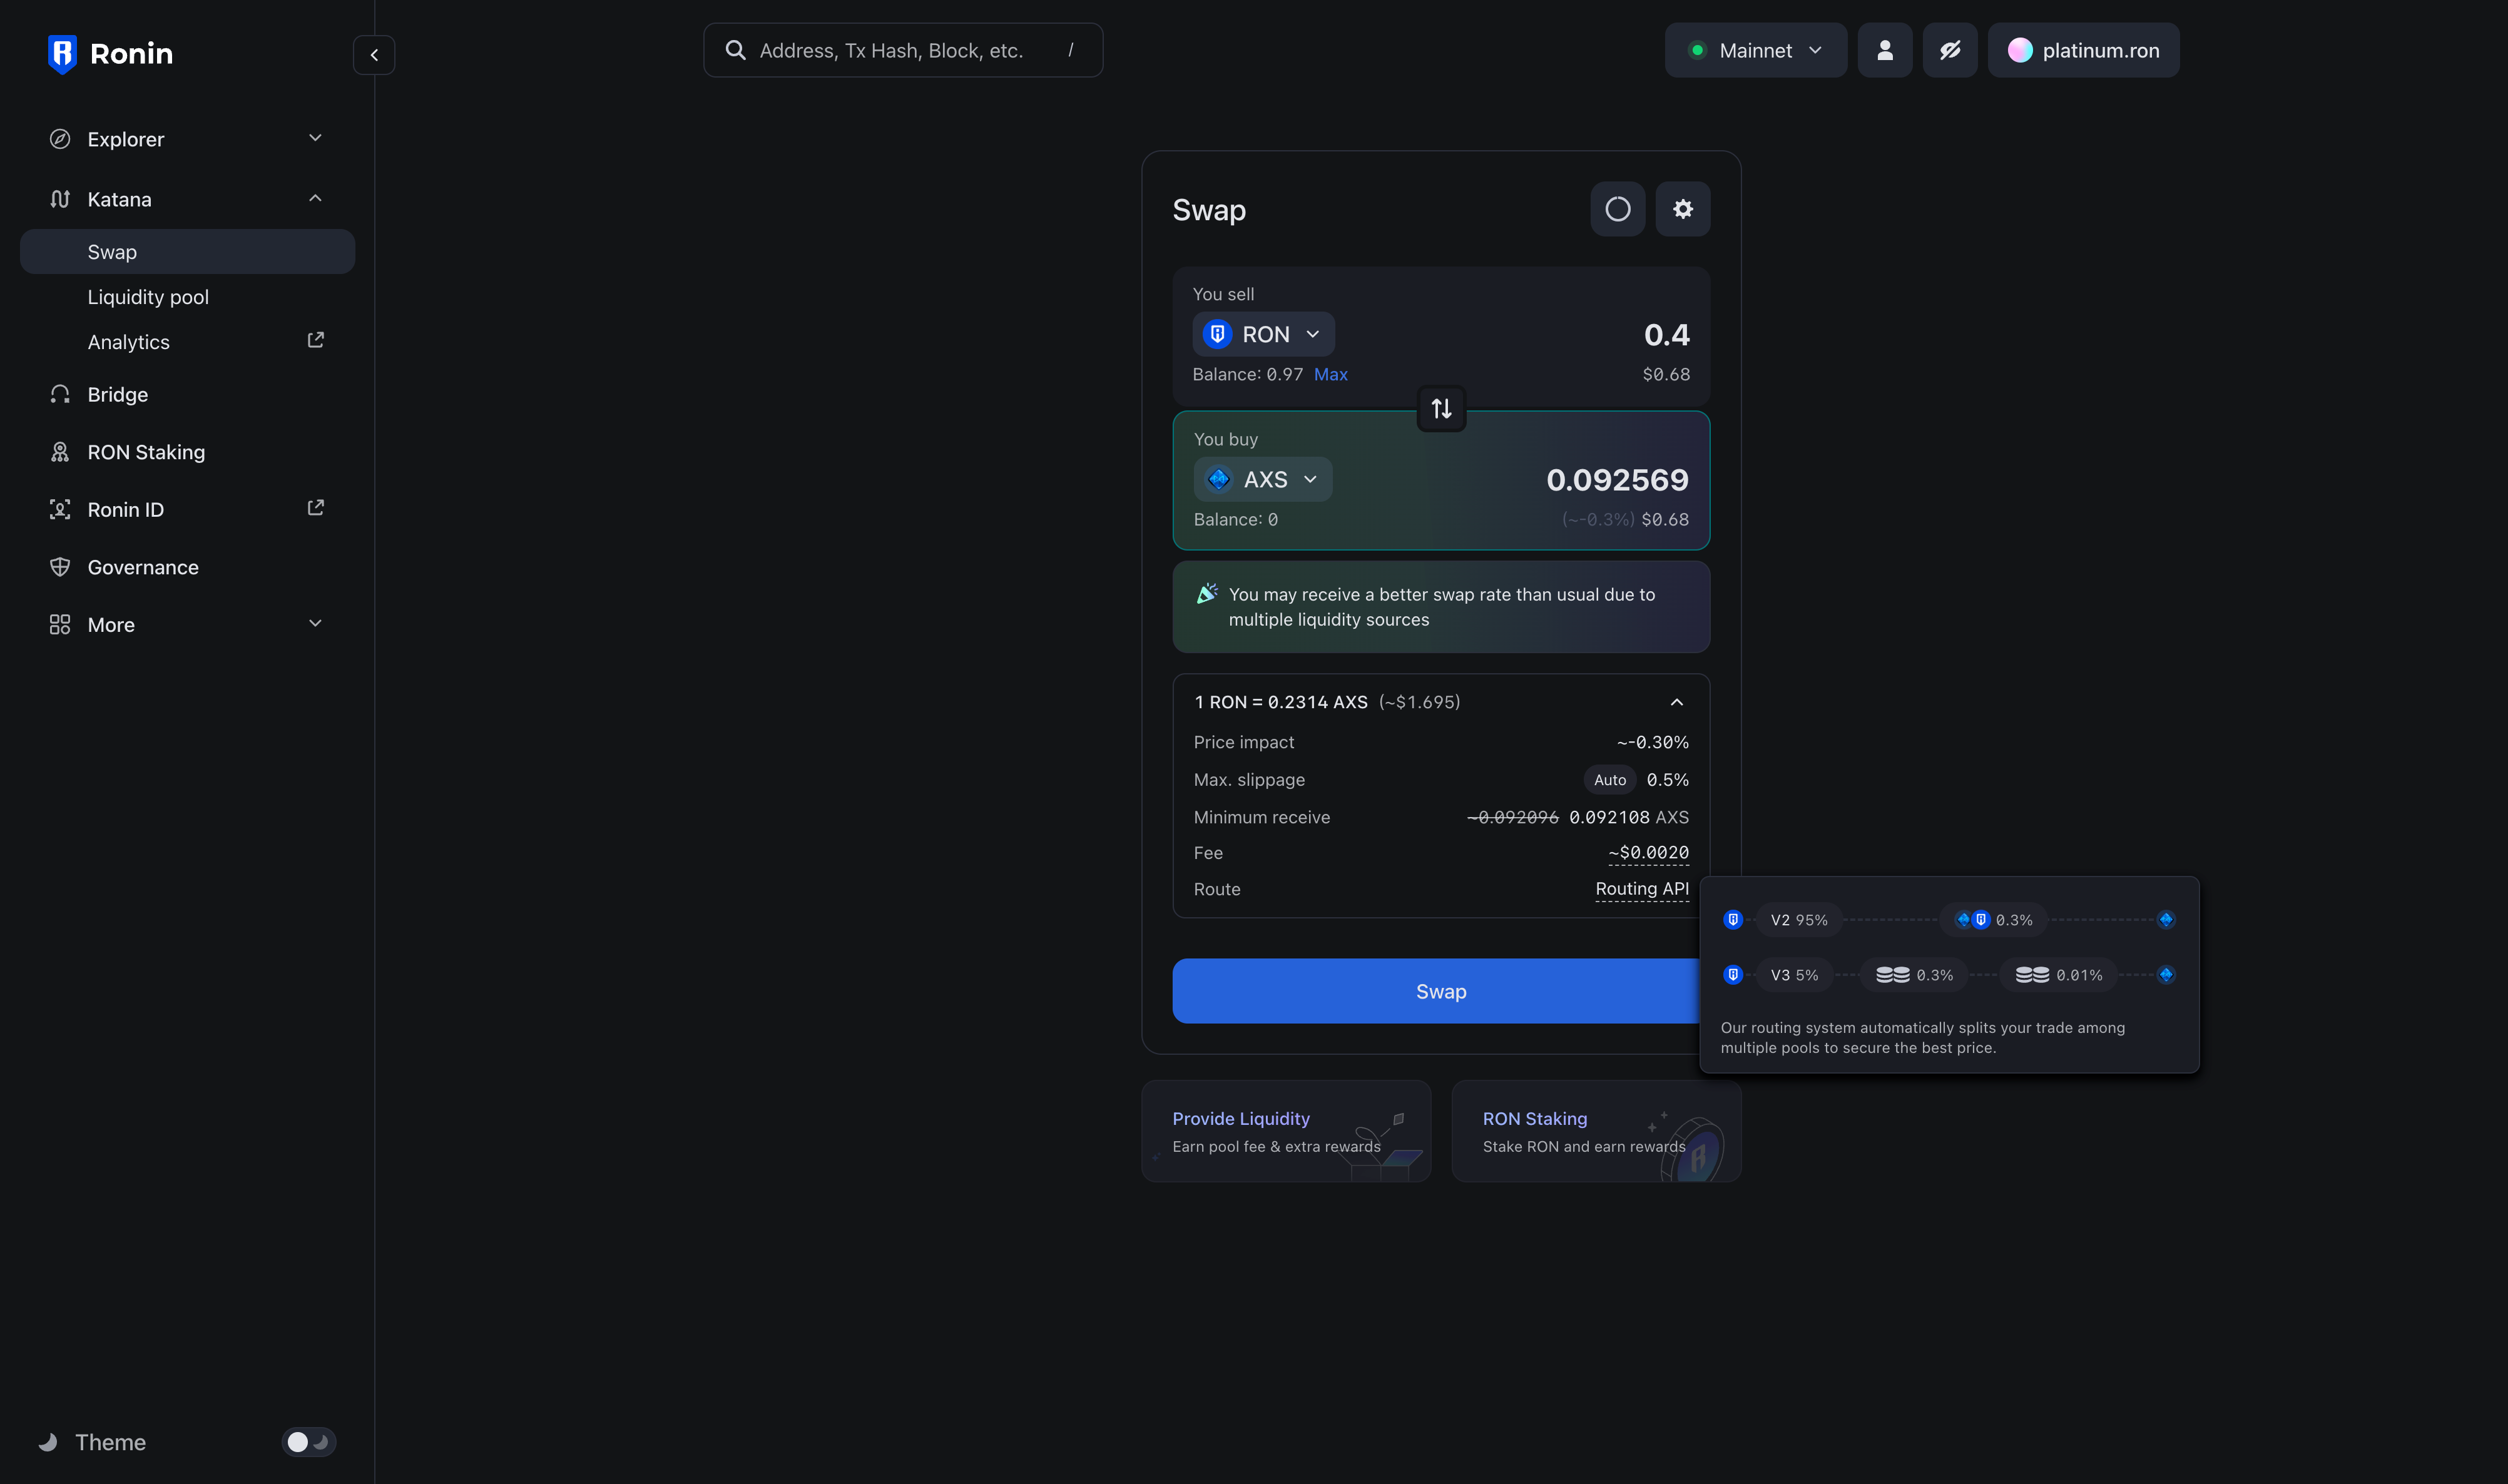 Ronin
Address, Tx Hash, Block, etc. /
Mainnet
platinum.ron
Explorer
Katana
Swap
Liquidity pool
Analytics
Bridge
RON Staking
Ronin ID
Governance
More
Theme
Swap
You sell
RON
0.4
Balance: 0.97 Max
$0.68
You buy
AXS
0.092569
Balance: 0
(~-0.3%) $0.68
You may receive a better swap rate than usual due to
multiple liquidity sources
1 RON = 0.2314 AXS (~$1.695)
Price impact ~-0.30%
Max. slippage Auto 0.5%
Minimum receive ~0.092096 0.092108 AXS
Fee ~$0.0020
Route Routing API
V2 95% 0.3%
V3 5% 0.3% 0.01%
Our routing system automatically splits your trade among
multiple pools to secure the best price.
Swap
Provide Liquidity
Earn pool fee & extra rewards
RON Staking
Stake RON and earn rewards